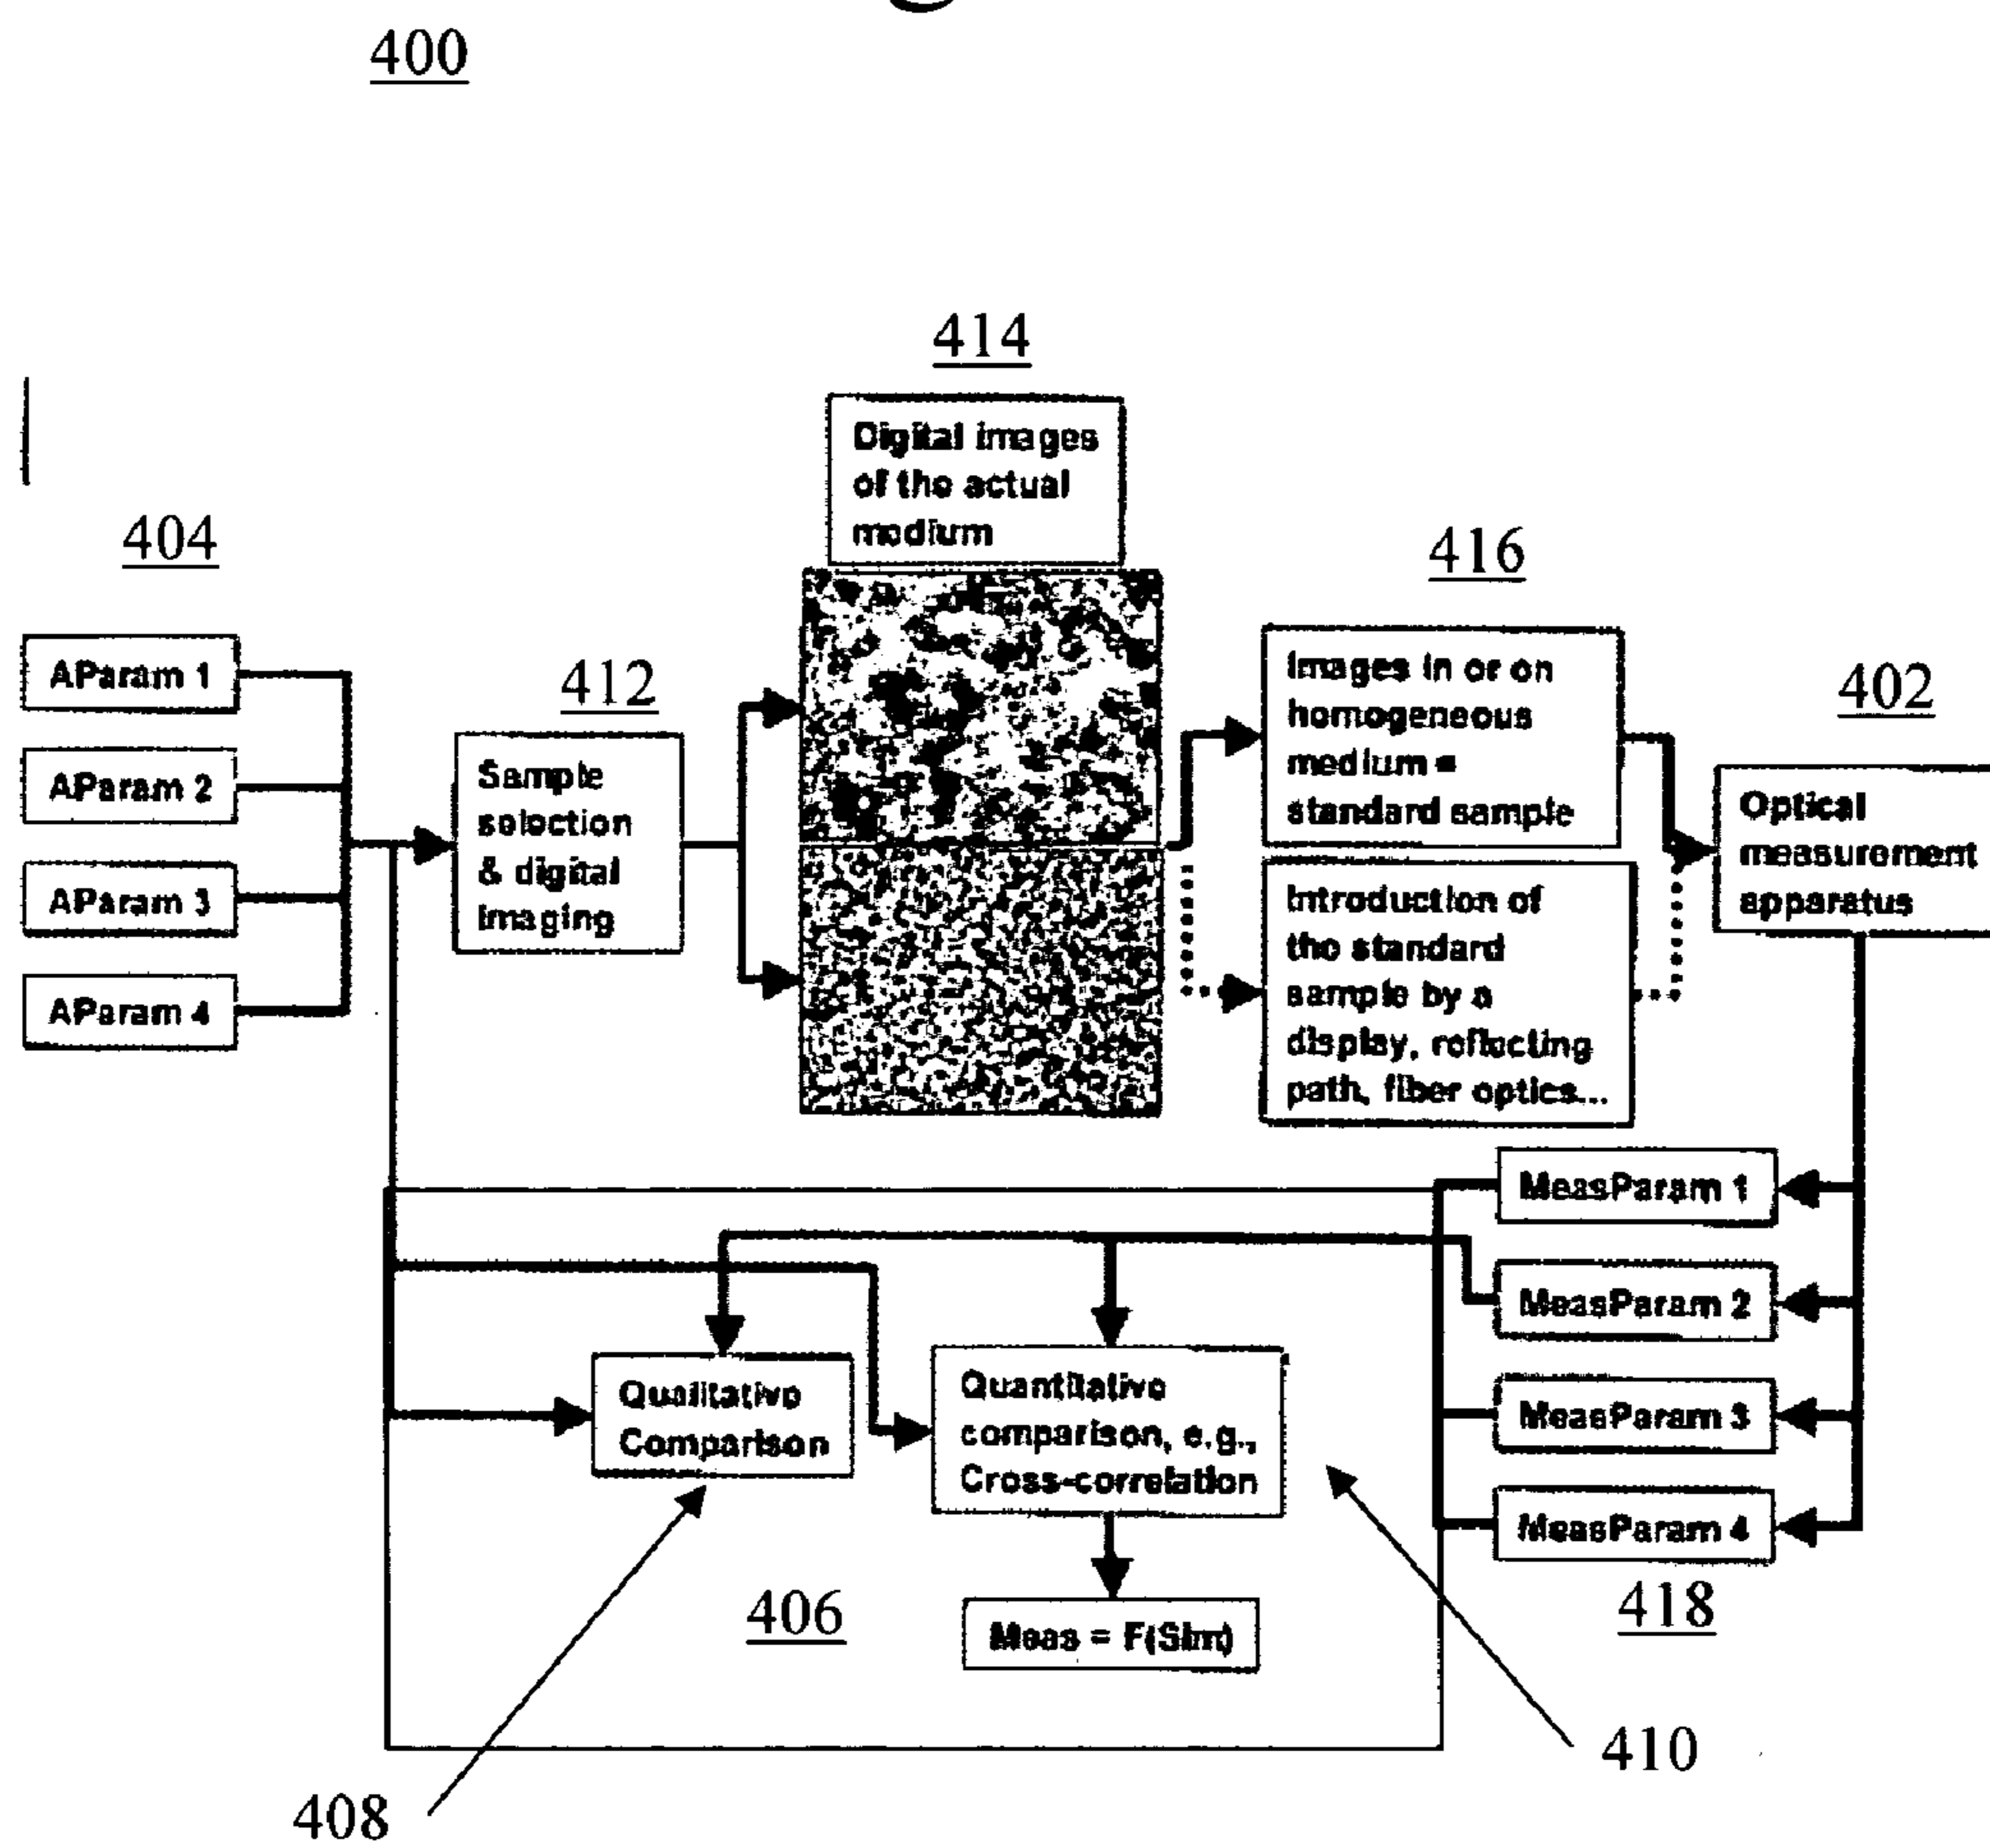 400
414
Digital images
of the actual
medium
404
416
412
402
AParam 1
AParam 2
AParam 3
AParam 4
Sample
selection
& digital
imaging
Images in or on
homogeneous
medium =
standard sample
Introduction of
the standard
sample by a
display, reflecting
path, fiber optics...
Optical
measurement
apparatus
MeasParam 1
MeasParam 2
MeasParam 3
MeasParam 4
418
Qualitative
Comparison
Quantitative
comparison, e.g.,
Cross-correlation
406
Meas = F(Sim)
410
408